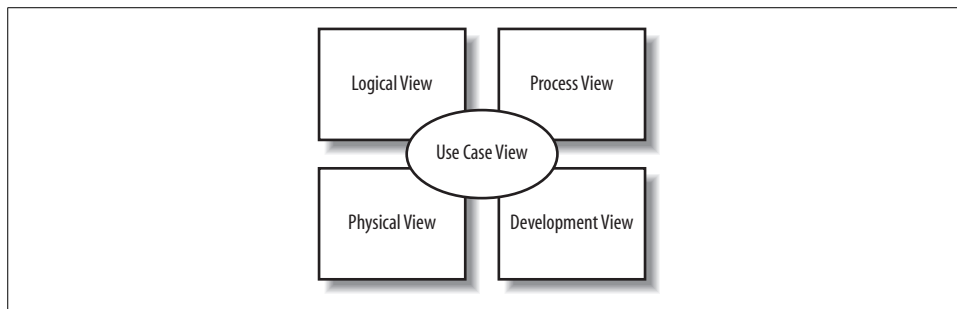 Logical View
Process View
Use Case View
Physical View
Development View